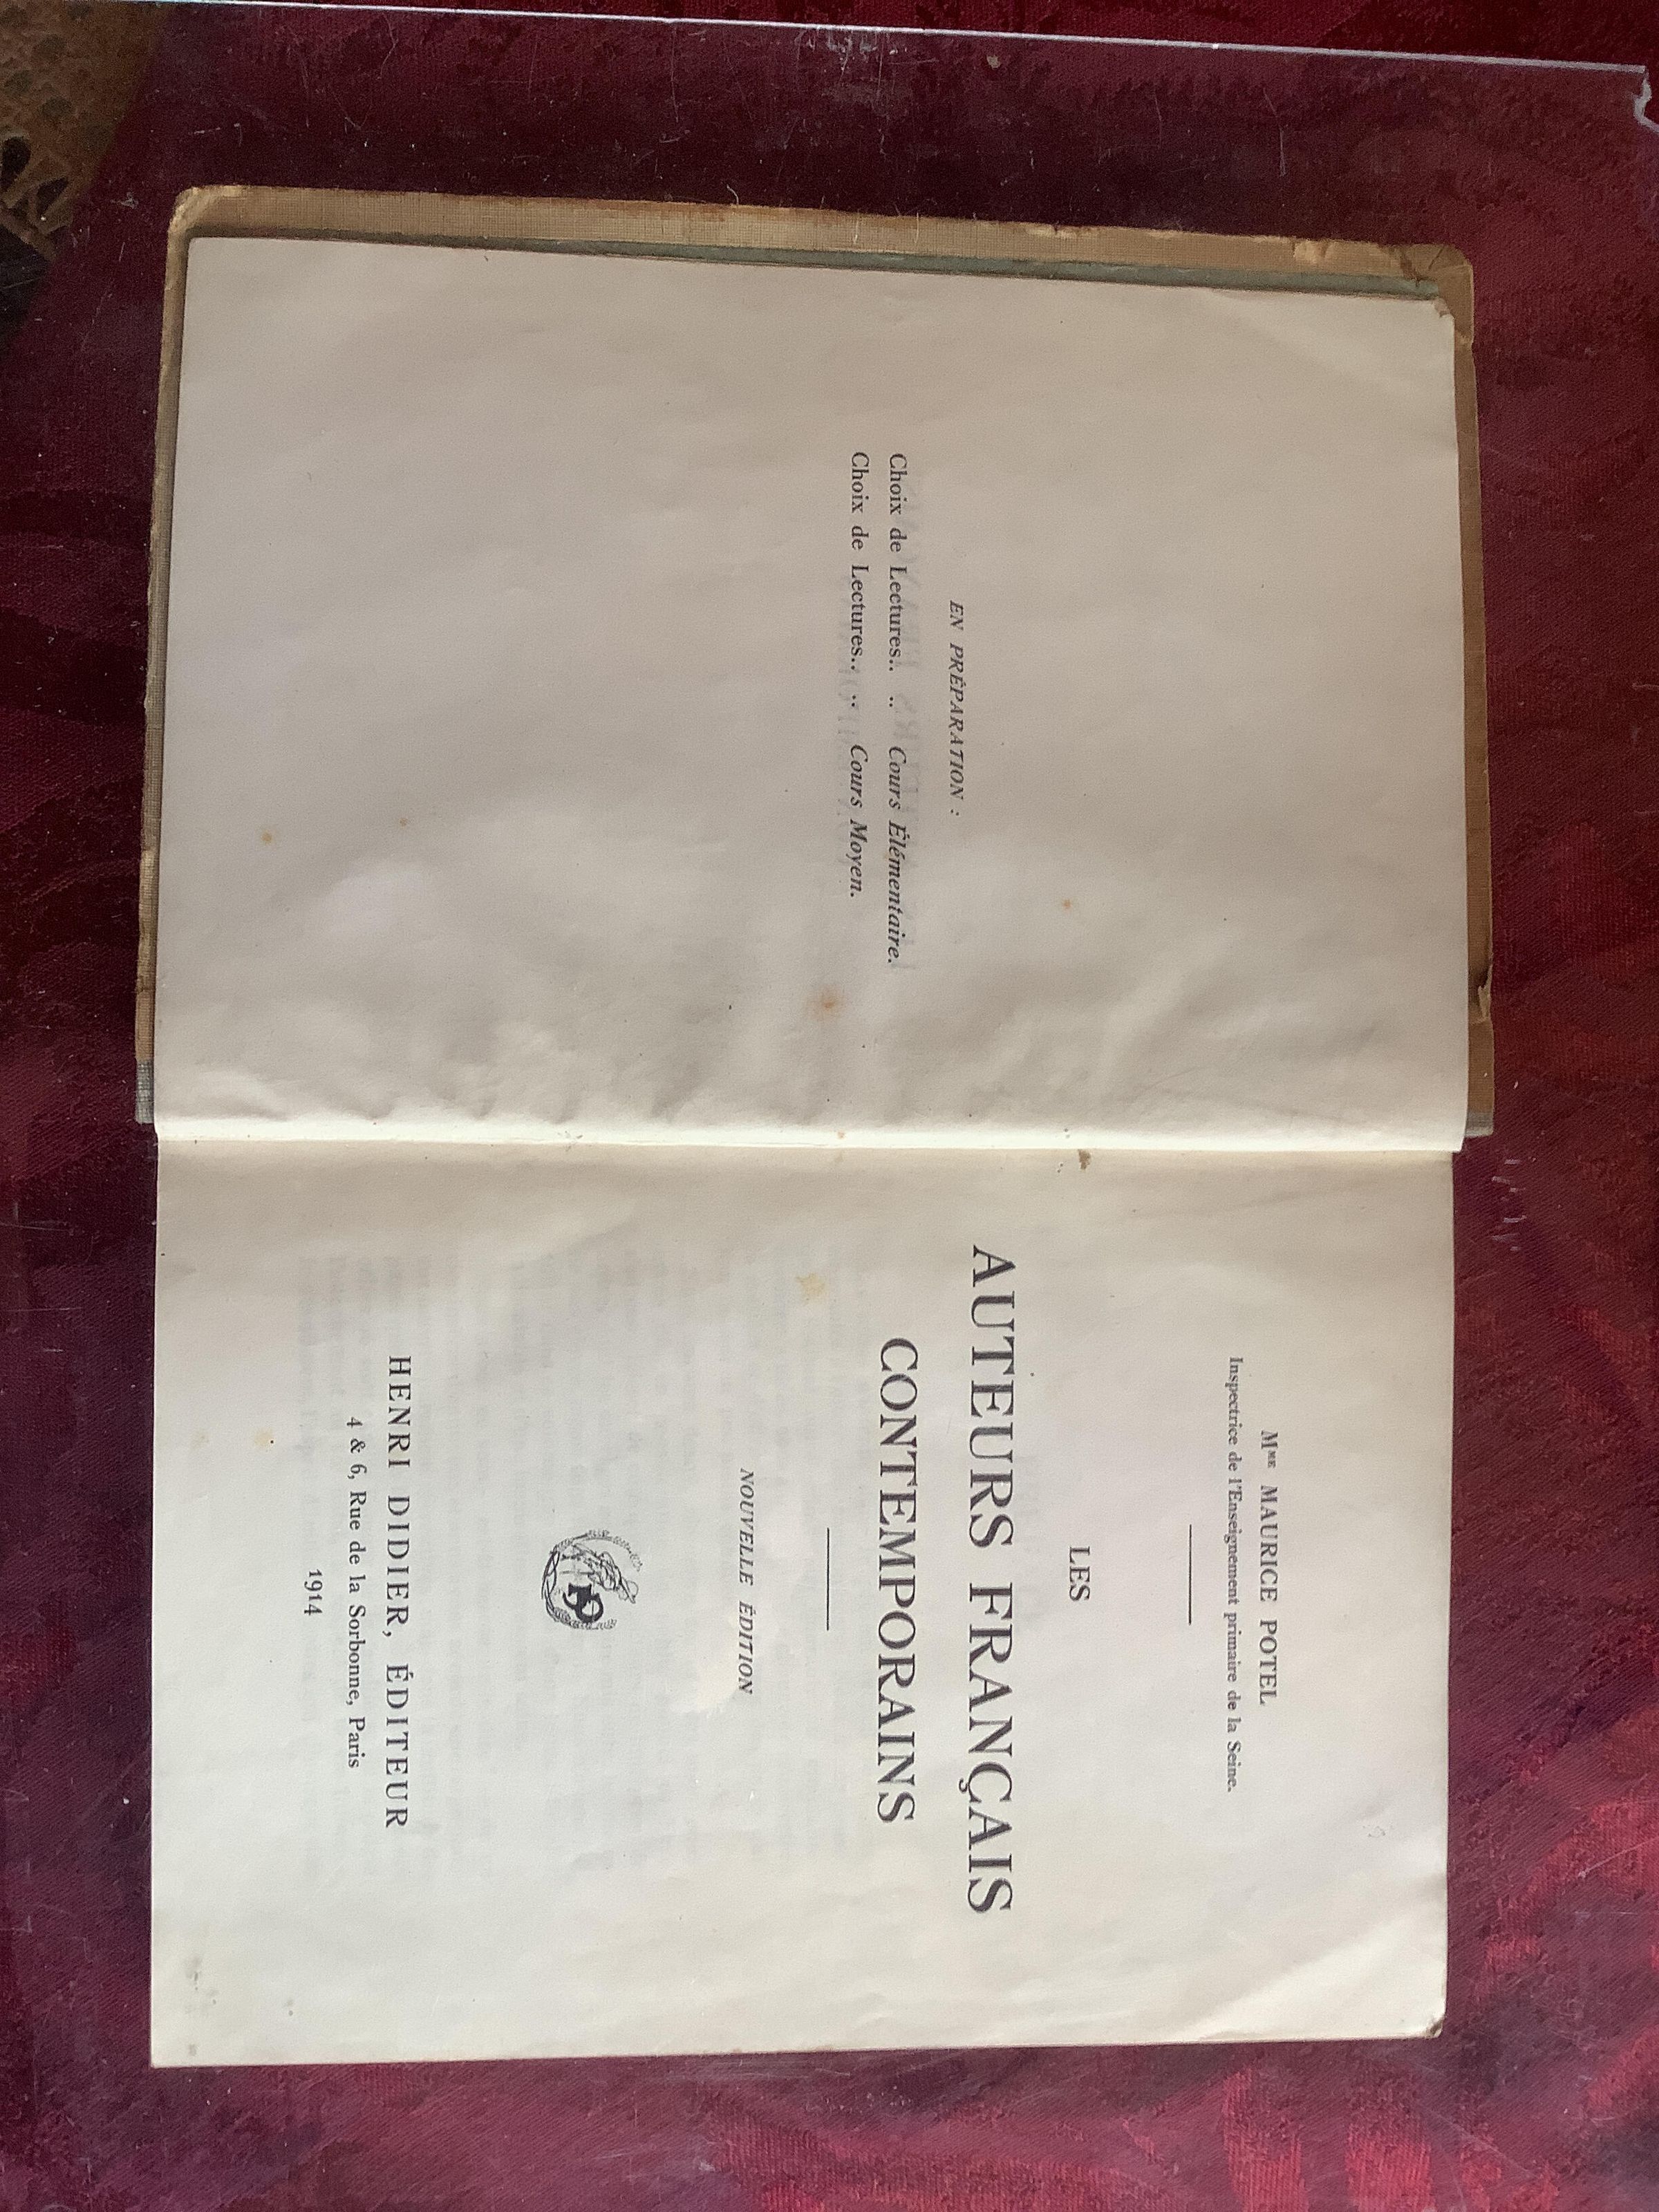 EN PRÉPARATION :
Choix de Lectures.. .. Cours Élémentaire.
Choix de Lectures.. .. Cours Moyen.
Mme MAURICE POTEL
Inspectrice de l'Enseignement primaire de la Seine.
LES
AUTEURS FRANÇAIS
CONTEMPORAINS
NOUVELLE ÉDITION
HENRI DIDIER, ÉDITEUR
4 & 6, Rue de la Sorbonne, Paris
1914